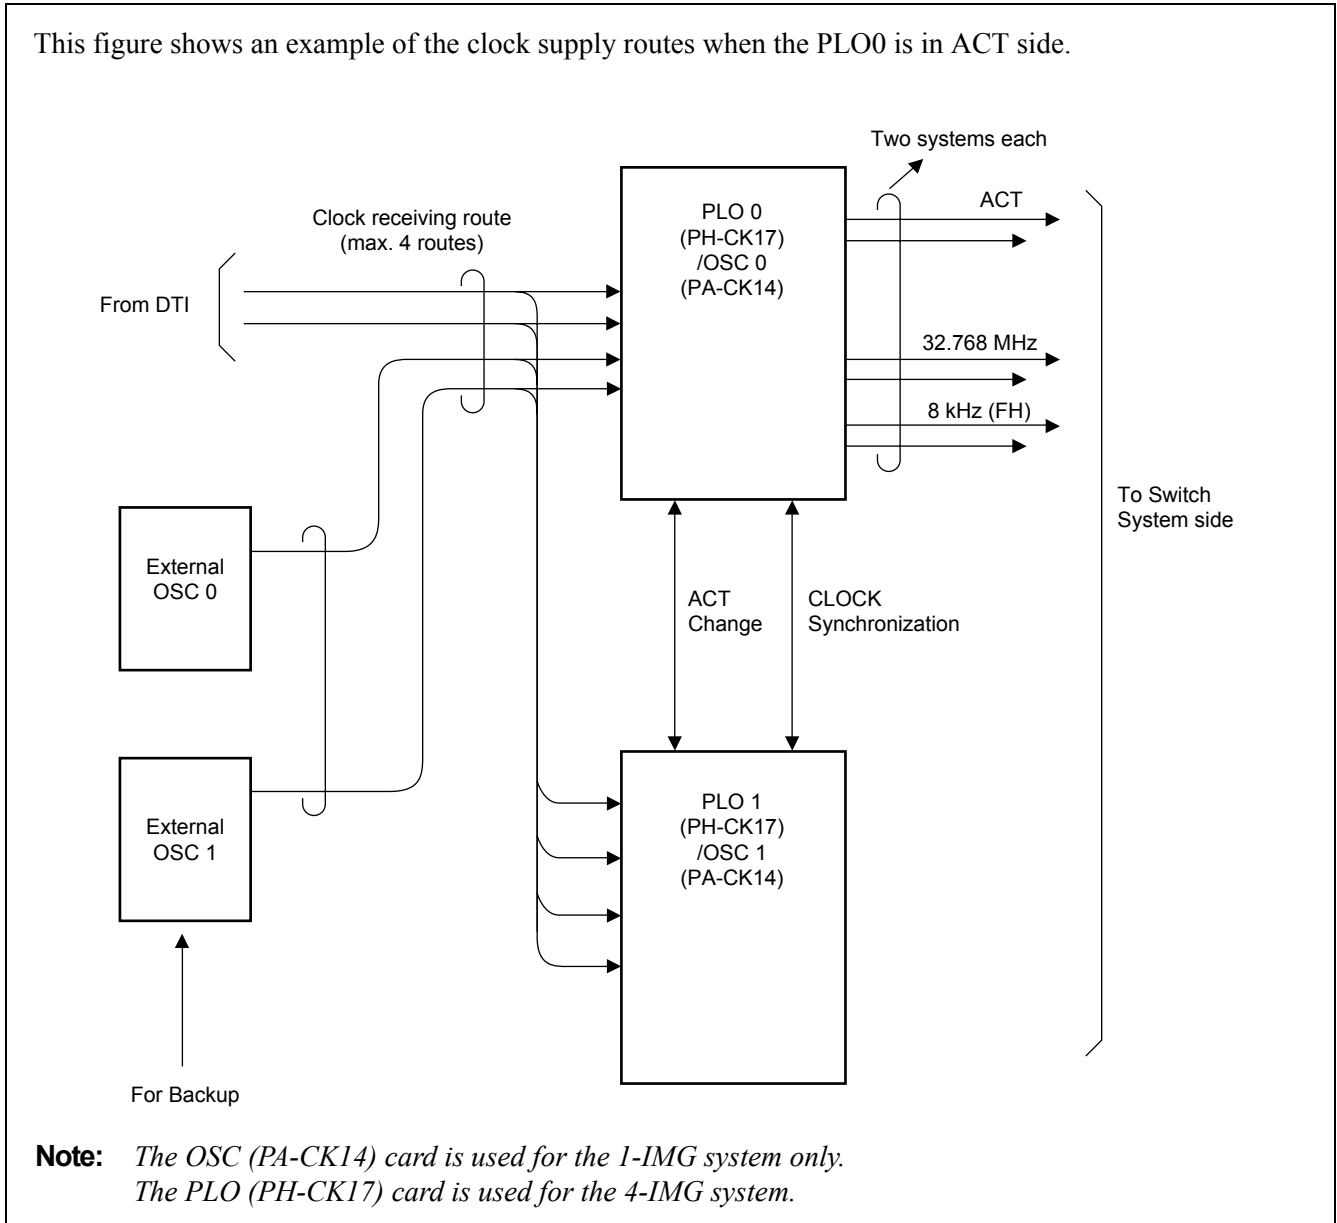 This figure shows an example of the clock supply routes when the PLO0 is in ACT side.
Two systems each
Clock receiving route
(max. 4 routes)
From DTI
PLO 0
(PH-CK17)
/OSC 0
(PA-CK14)
ACT
32.768 MHz
8 kHz (FH)
To Switch
System side
External
OSC 0
ACT
Change
CLOCK
Synchronization
External
OSC 1
PLO 1
(PH-CK17)
/OSC 1
(PA-CK14)
For Backup
Note: The OSC (PA-CK14) card is used for the 1-IMG system only.
The PLO (PH-CK17) card is used for the 4-IMG system.